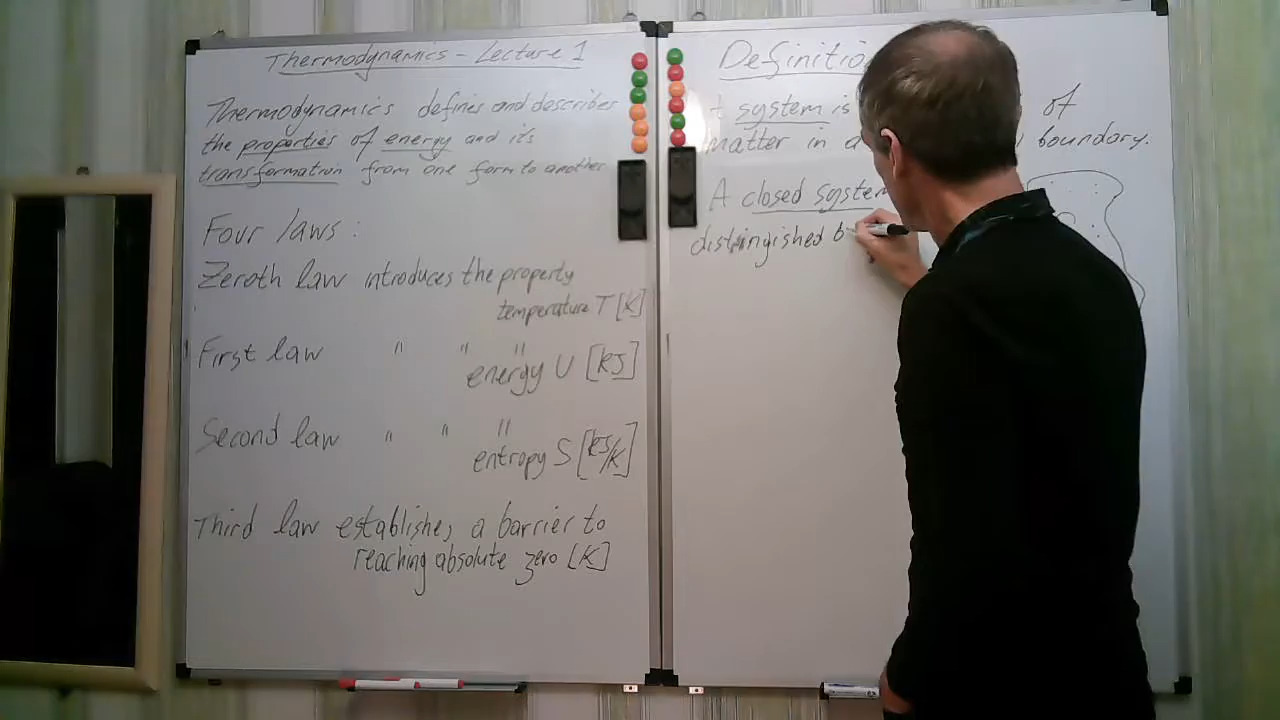 Thermodynamics - Lecture 1
Thermodynamics defines and describes
the properties of energy and its
transformation from one form to another
Four laws:
Zeroth law introduces the property
temperature T [K]
First law " " "
energy U [kJ]
Second law " " "
entropy S [kJ/K]
Third law establishes a barrier to
reaching absolute zero [K]
Definitio
A system is of
matter in a boundary.
A closed system
distinguished b